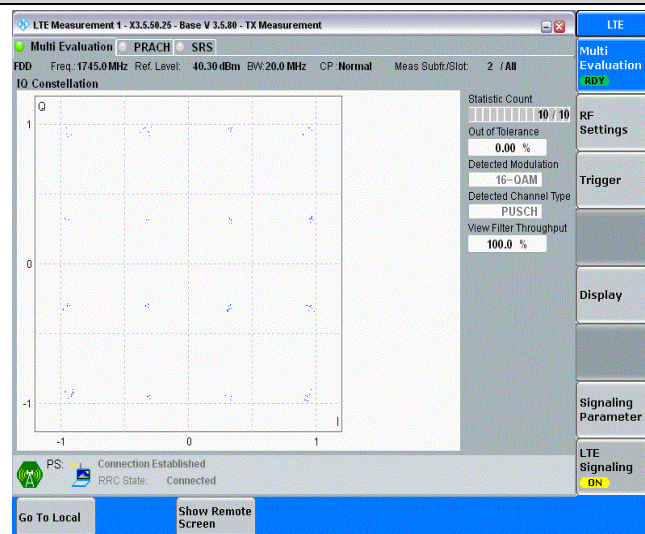 LTE Measurement 1 - X3.5.50.25 - Base V 3.5.80 - TX Measurement
LTE
Multi Evaluation PRACH SRS
Multi
Evaluation
RDY
FDD Freq.: 1745.0 MHz Ref. Level: 40.30 dBm BW: 20.0 MHz CP : Normal Meas Subfr./Slot: 2 / All
IQ Constellation
Q
1
0
-1
-1 0 1
I
Statistic Count
10 / 10
Out of Tolerance
0.00 %
Detected Modulation
16-QAM
Detected Channel Type
PUSCH
View Filter Throughput
100.0 %
RF
Settings
Trigger
Display
Signaling
Parameter
LTE
Signaling
ON
PS: Connection Established
RRC State: Connected
Go To Local
Show Remote
Screen